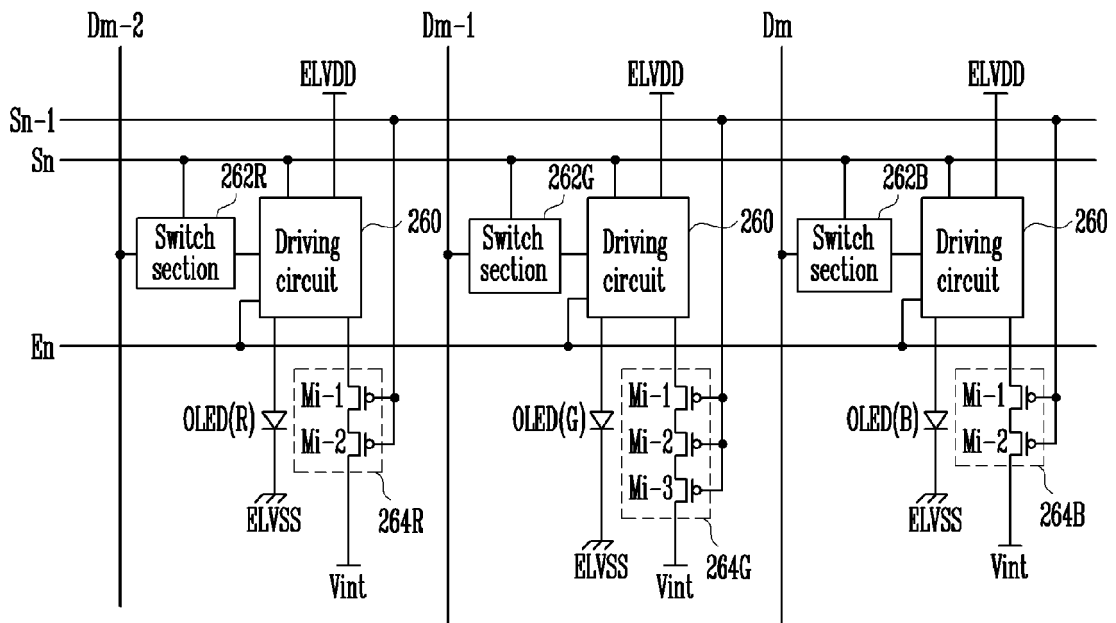 Dm-2 Dm-1 Dm
ELVDD ELVDD ELVDD
Sn-1
Sn
262R 262G 262B
260 260 260
Switch section
Driving circuit
Switch section
Driving circuit
Switch section
Driving circuit
En
Mi-1 Mi-1 Mi-1
OLED(R) OLED(G) OLED(B)
Mi-2 Mi-2 Mi-2
Mi-3
ELVSS 264R ELVSS 264G ELVSS 264B
Vint Vint Vint